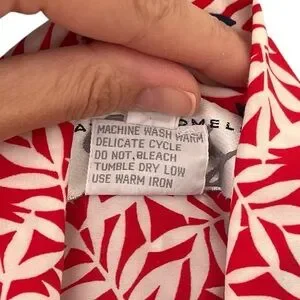 MACHINE WASH WARM
DELICATE CYCLE
DO NOT BLEACH
TUMBLE DRY LOW
USE WARM IRON